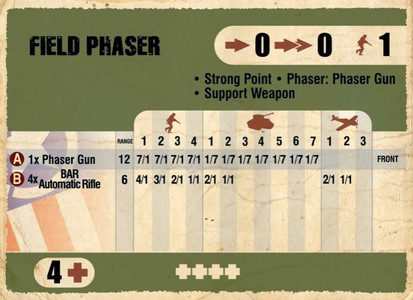 FIELD PHASER
0 0 1
• Strong Point • Phaser: Phaser Gun
• Support Weapon
RANGE 1 2 3 4 1 2 3 4 5 6 7 1 2 3
A 1x Phaser Gun 12 7/1 7/1 7/1 7/1 1/7 1/7 1/7 1/7 1/7 1/7 1/7 FRONT
B 4x BAR Automatic Rifle 6 4/1 3/1 2/1 1/1 2/1 1/1 2/1 1/1
4